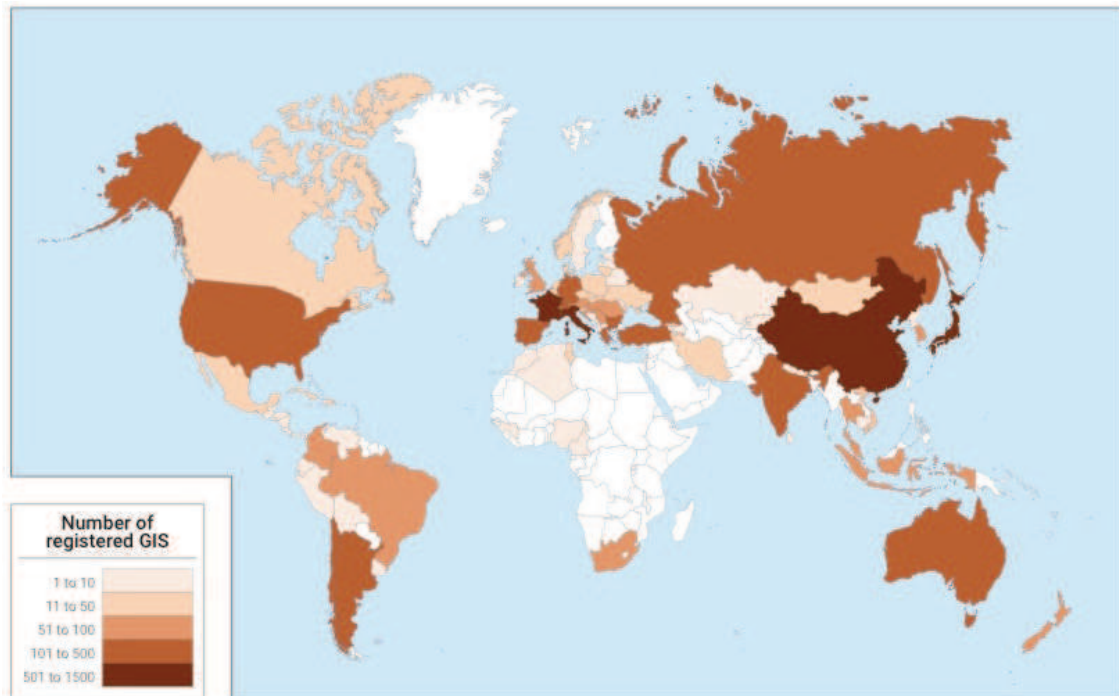 Number of
registered GIS
1 to 10
11 to 50
51 to 100
101 to 500
501 to 1500